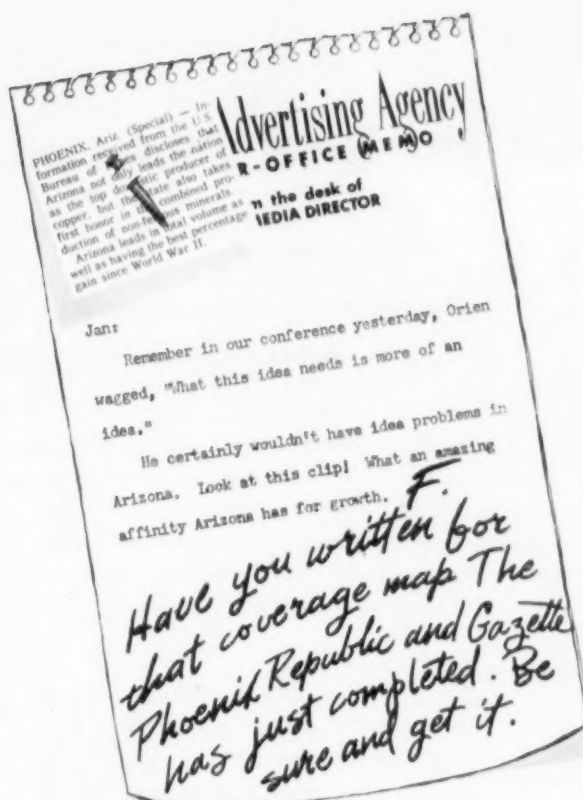 PHOENIX, Ariz. (Special) — In-
formation received from the U.S.
Bureau of discloses that
Arizona not only leads the nation
as the top producer of
copper, but the state also takes
first honor in the combined pro-
duction of minerals.
Arizona leads in total volume as
well as having the best percentage
gain since World War II.
Advertising Agency
R-OFFICE MEMO
m the desk of
MEDIA DIRECTOR
Jan:
Remember in our conference yesterday, Orien
wagged, "What this idea needs is more of an
idea."
He certainly wouldn't have idea problems in
Arizona. Look at this clip! What an amazing
affinity Arizona has for growth. F.
Have you written for
that coverage map The
Phoenix Republic and Gazette
has just completed. Be
sure and get it.